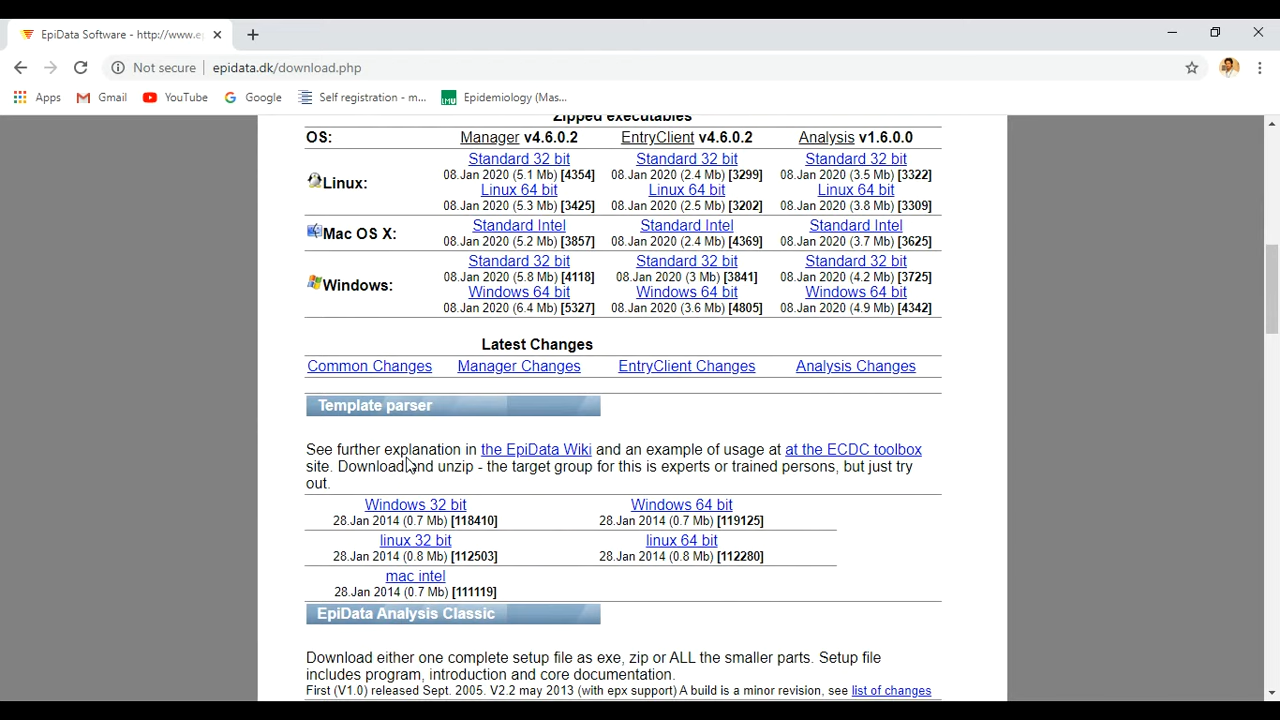 EpiData Software - http://www.e
Not secure epidata.dk/download.php
Apps Gmail YouTube Google Self registration - m... Epidemiology (Mas...
Zipped executables
OS: Manager v4.6.0.2 EntryClient v4.6.0.2 Analysis v1.6.0.0
Linux:
Standard 32 bit Standard 32 bit Standard 32 bit
08.Jan 2020 (5.1 Mb) [4354] 08.Jan 2020 (2.4 Mb) [3299] 08.Jan 2020 (3.5 Mb) [3322]
Linux 64 bit Linux 64 bit Linux 64 bit
08.Jan 2020 (5.3 Mb) [3425] 08.Jan 2020 (2.5 Mb) [3202] 08.Jan 2020 (3.8 Mb) [3309]
Mac OS X:
Standard Intel Standard Intel Standard Intel
08.Jan 2020 (5.2 Mb) [3857] 08.Jan 2020 (2.4 Mb) [4369] 08.Jan 2020 (3.7 Mb) [3625]
Windows:
Standard 32 bit Standard 32 bit Standard 32 bit
08.Jan 2020 (5.8 Mb) [4118] 08.Jan 2020 (3 Mb) [3841] 08.Jan 2020 (4.2 Mb) [3725]
Windows 64 bit Windows 64 bit Windows 64 bit
08.Jan 2020 (6.4 Mb) [5327] 08.Jan 2020 (3.6 Mb) [4805] 08.Jan 2020 (4.9 Mb) [4342]
Latest Changes
Common Changes Manager Changes EntryClient Changes Analysis Changes
Template parser
See further explanation in the EpiData Wiki and an example of usage at at the ECDC toolbox
site. Download and unzip - the target group for this is experts or trained persons, but just try
out.
Windows 32 bit Windows 64 bit
28.Jan 2014 (0.7 Mb) [118410] 28.Jan 2014 (0.7 Mb) [119125]
linux 32 bit linux 64 bit
28.Jan 2014 (0.8 Mb) [112503] 28.Jan 2014 (0.8 Mb) [112280]
mac intel
28.Jan 2014 (0.7 Mb) [111119]
EpiData Analysis Classic
Download either one complete setup file as exe, zip or ALL the smaller parts. Setup file
includes program, introduction and core documentation.
First (V1.0) released Sept. 2005. V2.2 may 2013 (with epx support) A build is a minor revision, see list of changes